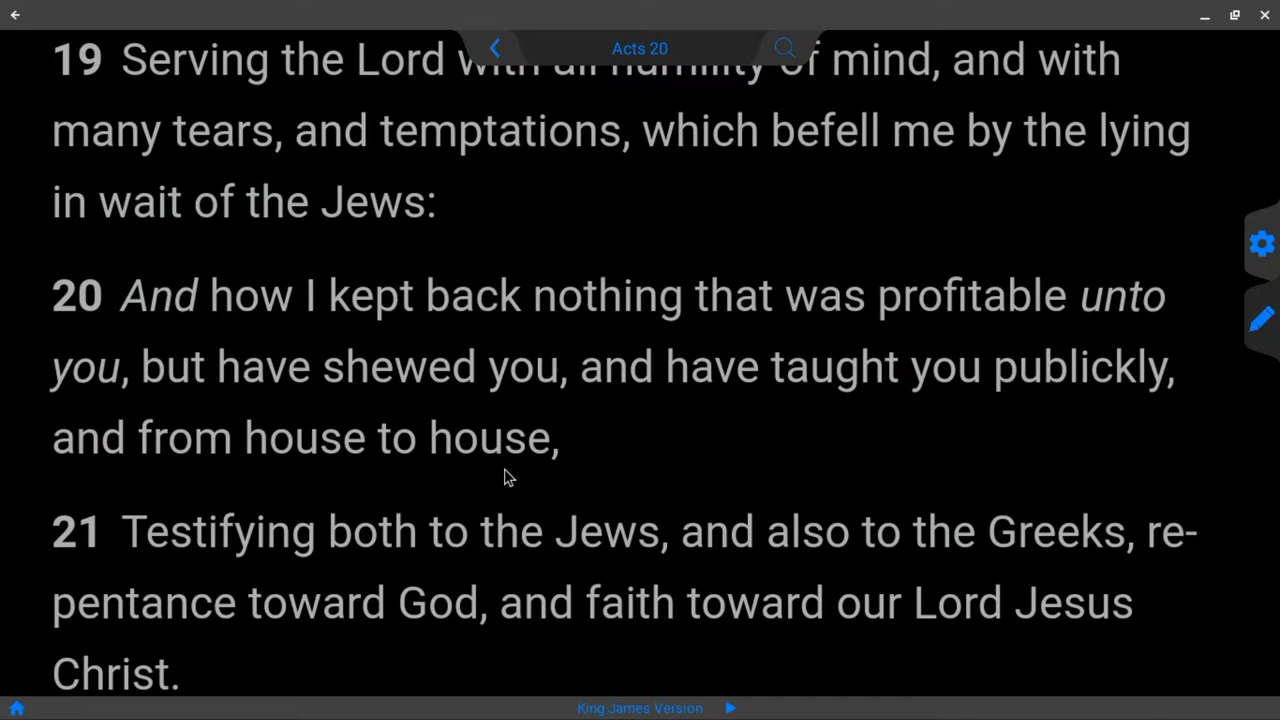 Acts 20
19 Serving the Lord with all humility of mind, and with
many tears, and temptations, which befell me by the lying
in wait of the Jews:
20 And how I kept back nothing that was profitable unto
you, but have shewed you, and have taught you publickly,
and from house to house,
21 Testifying both to the Jews, and also to the Greeks, re-
pentance toward God, and faith toward our Lord Jesus
Christ.
King James Version